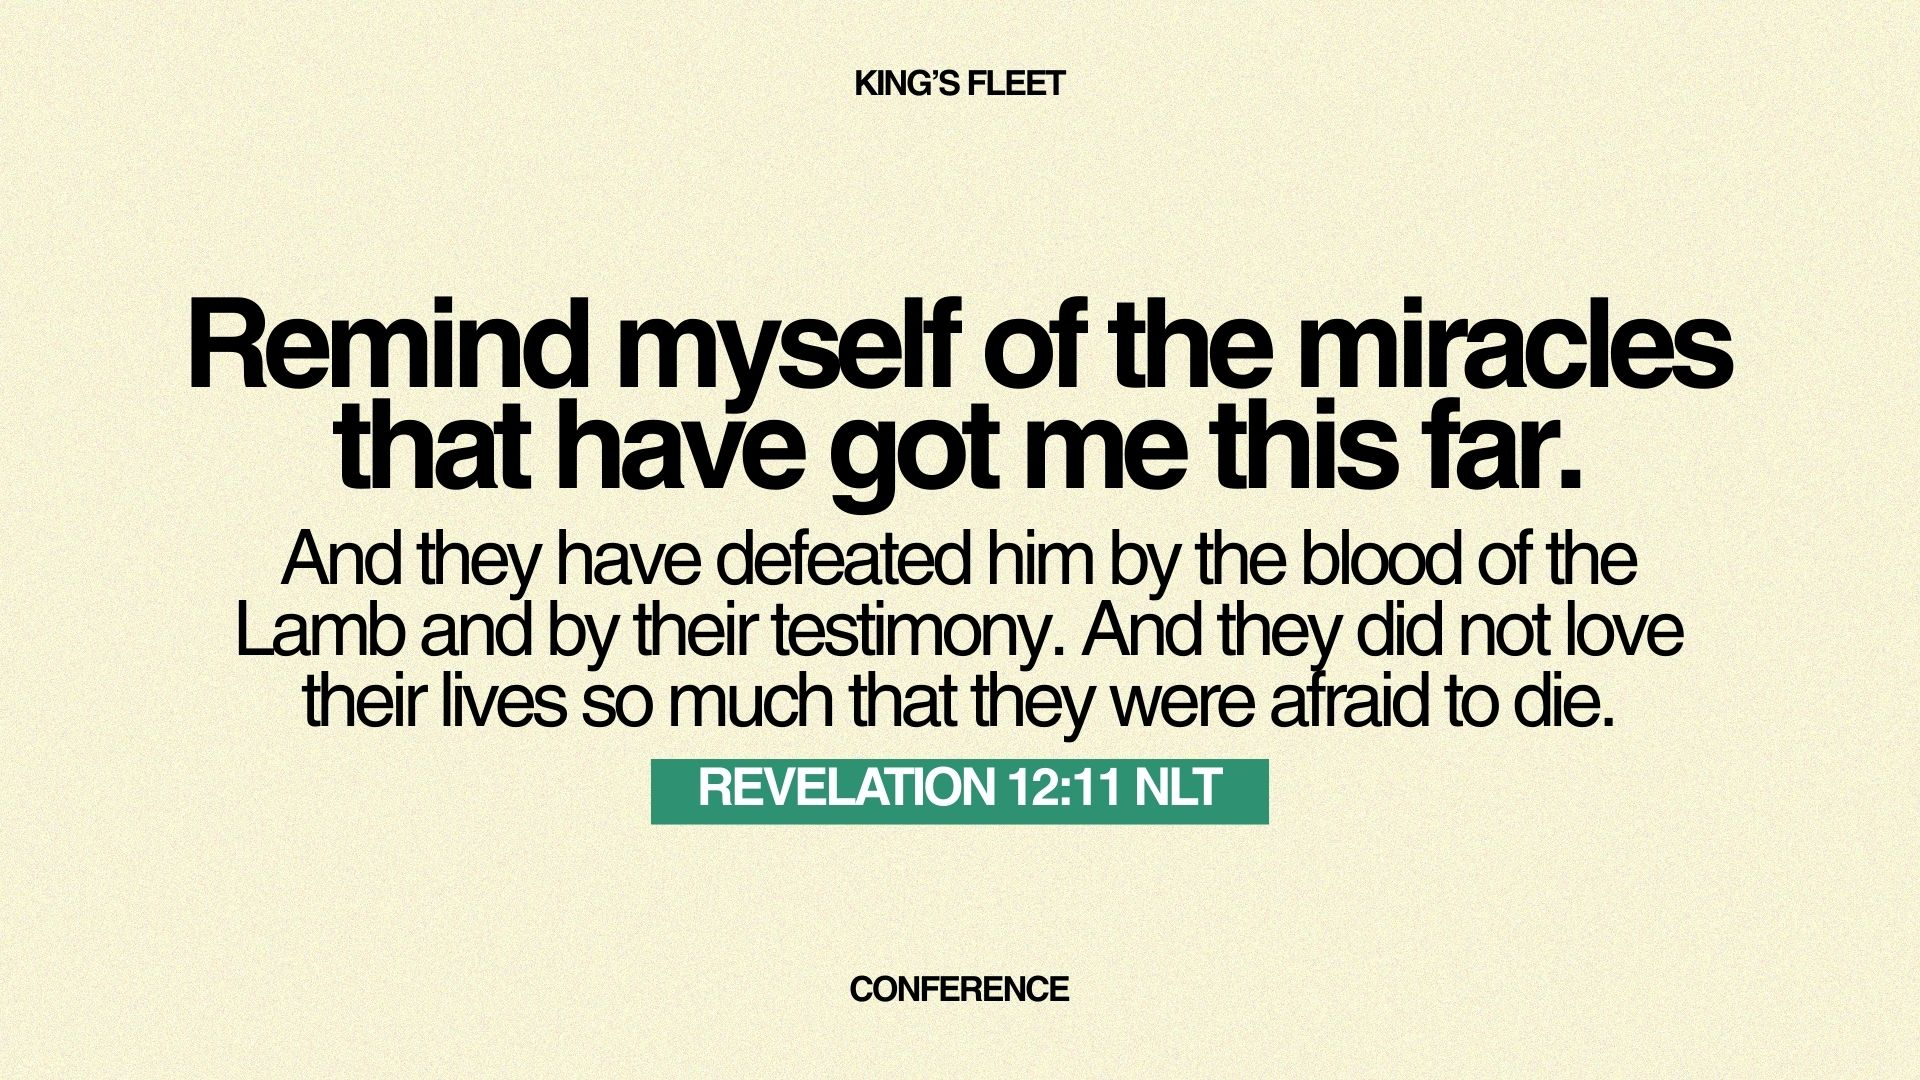 KING’S FLEET
Remind myself of the miracles
that have got me this far.
And they have defeated him by the blood of the
Lamb and by their testimony. And they did not love
their lives so much that they were afraid to die.
REVELATION 12:11 NLT
CONFERENCE